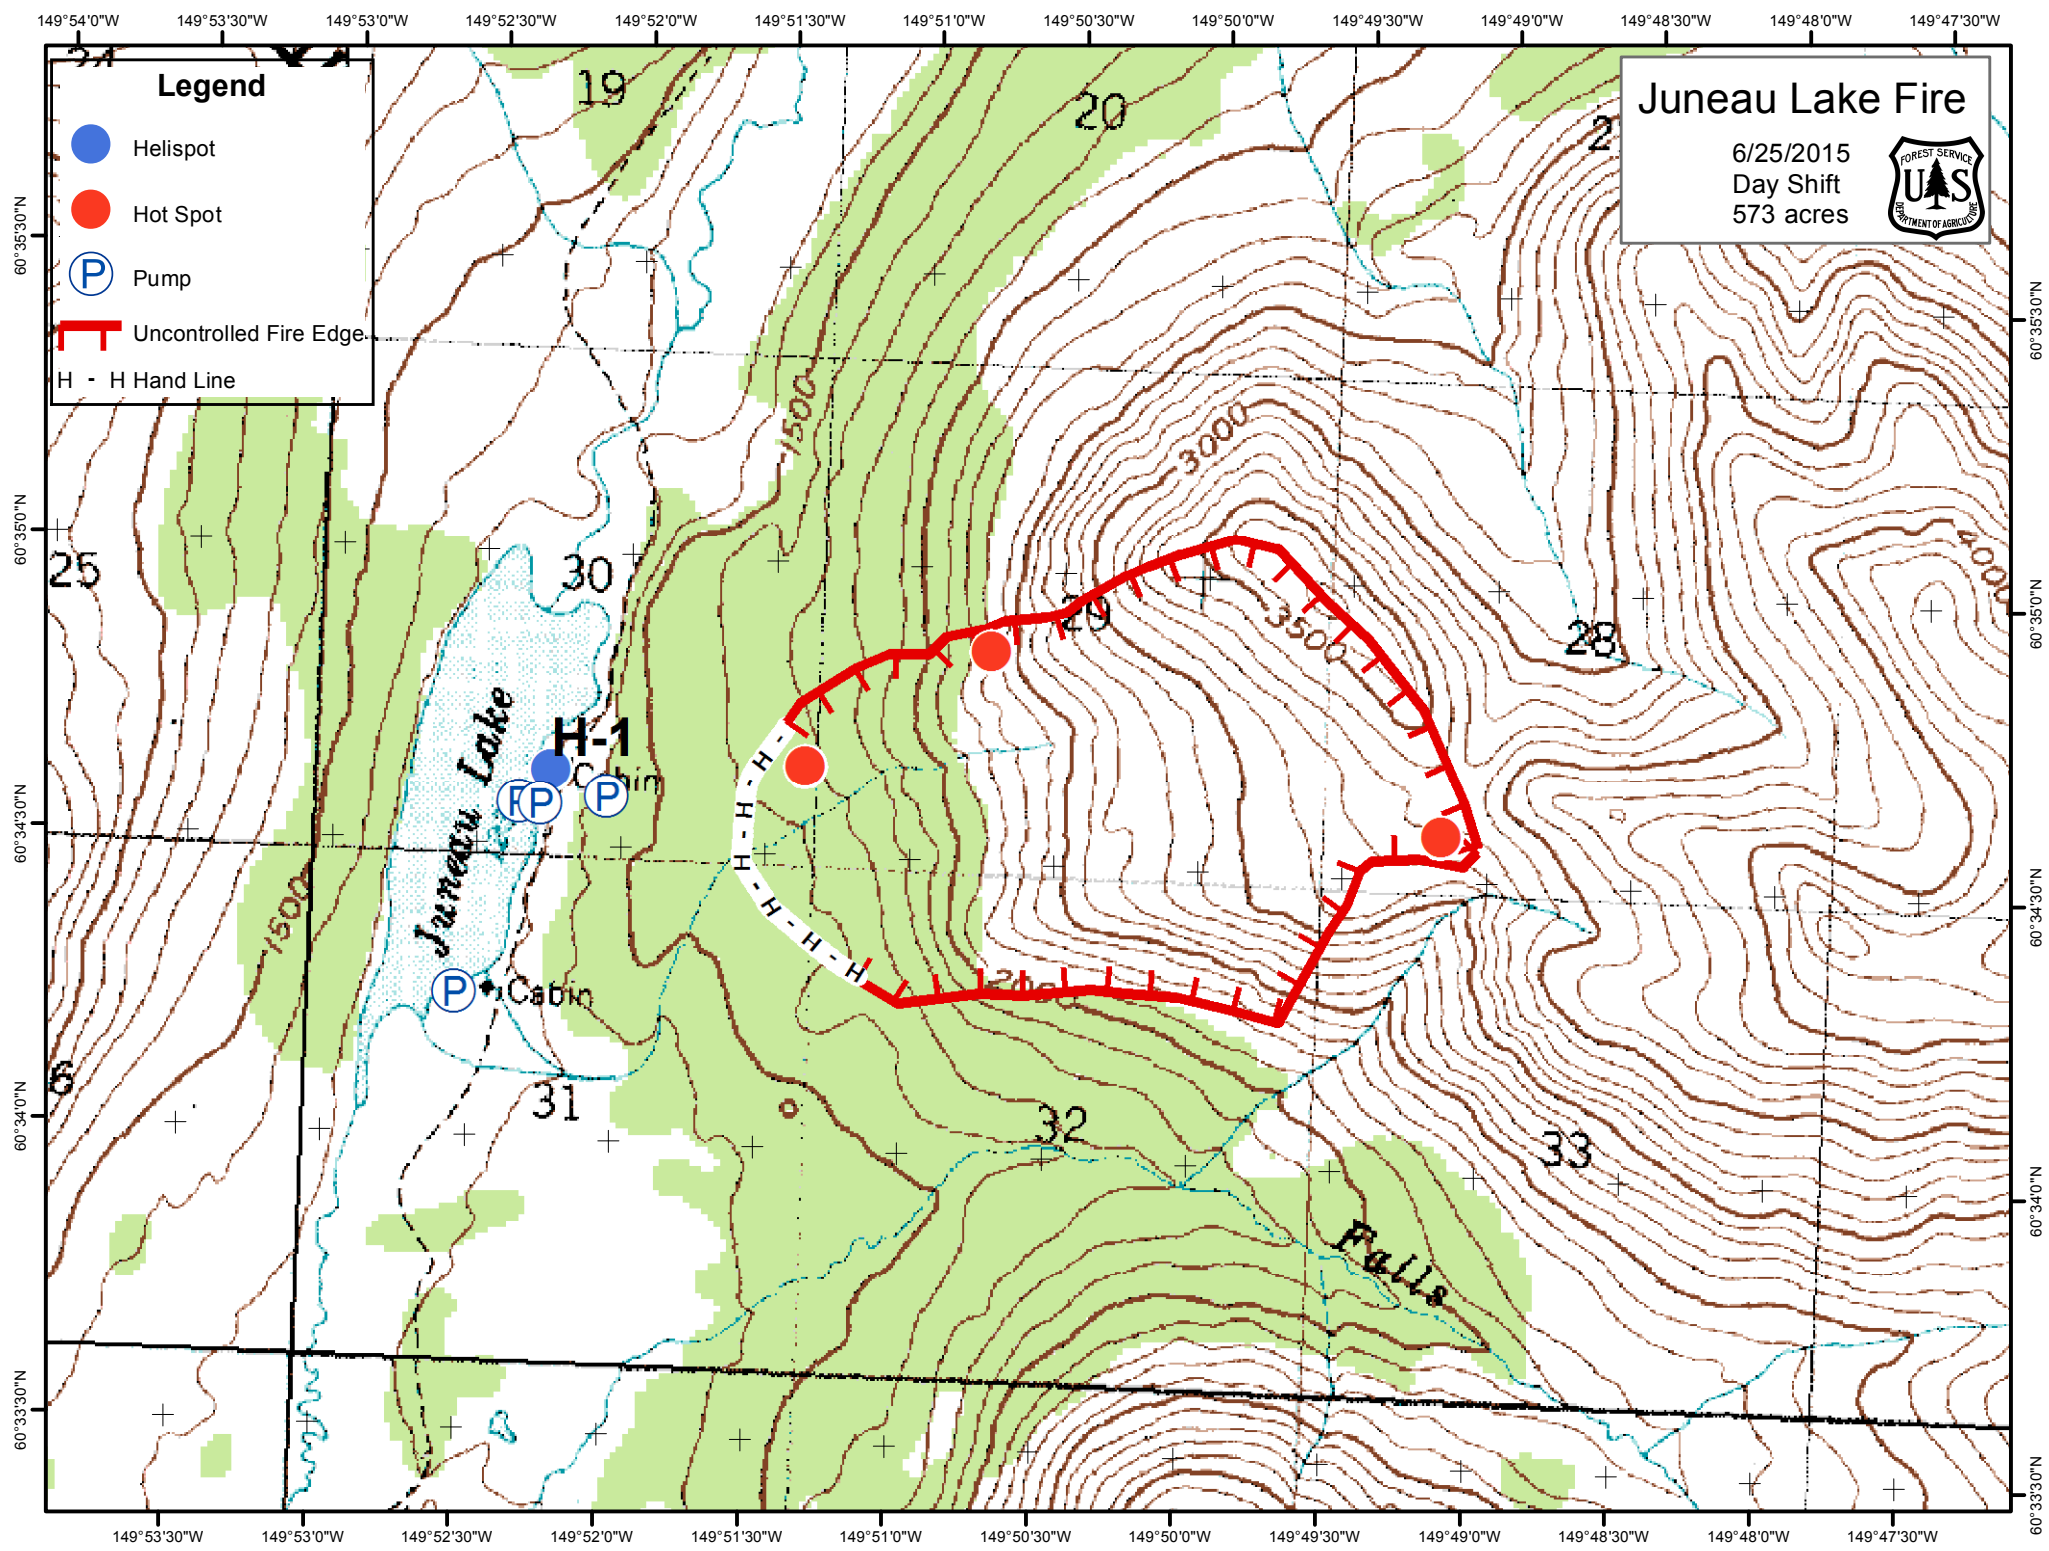 149°54'0"W 149°53'30"W 149°53'0"W 149°52'30"W 149°52'0"W 149°51'30"W 149°51'0"W 149°50'30"W 149°50'0"W 149°49'30"W 149°49'0"W 149°48'30"W 149°48'0"W 149°47'30"W
Legend
Helispot
Hot Spot
P Pump
Uncontrolled Fire Edge
H - H Hand Line
Juneau Lake Fire
6/25/2015
Day Shift
573 acres
FOREST SERVICE
UAS
DEPARTMENT OF AGRICULTURE
19
20
60°35'30"N
60°35'30"N
1500
3000
60°35'0"N
4000
25
30
29
3500
28
60°35'0"N
Juneau Lake
H-1
Cabin
P
P
P
60°34'30"N
H - H - H -
H - H - H - H
1500
60°34'30"N
P
Cabin
60°34'0"N
6
31
32
33
60°34'0"N
Falls
60°33'30"N
60°33'30"N
149°53'30"W 149°53'0"W 149°52'30"W 149°52'0"W 149°51'30"W 149°51'0"W 149°50'30"W 149°50'0"W 149°49'30"W 149°49'0"W 149°48'30"W 149°48'0"W 149°47'30"W